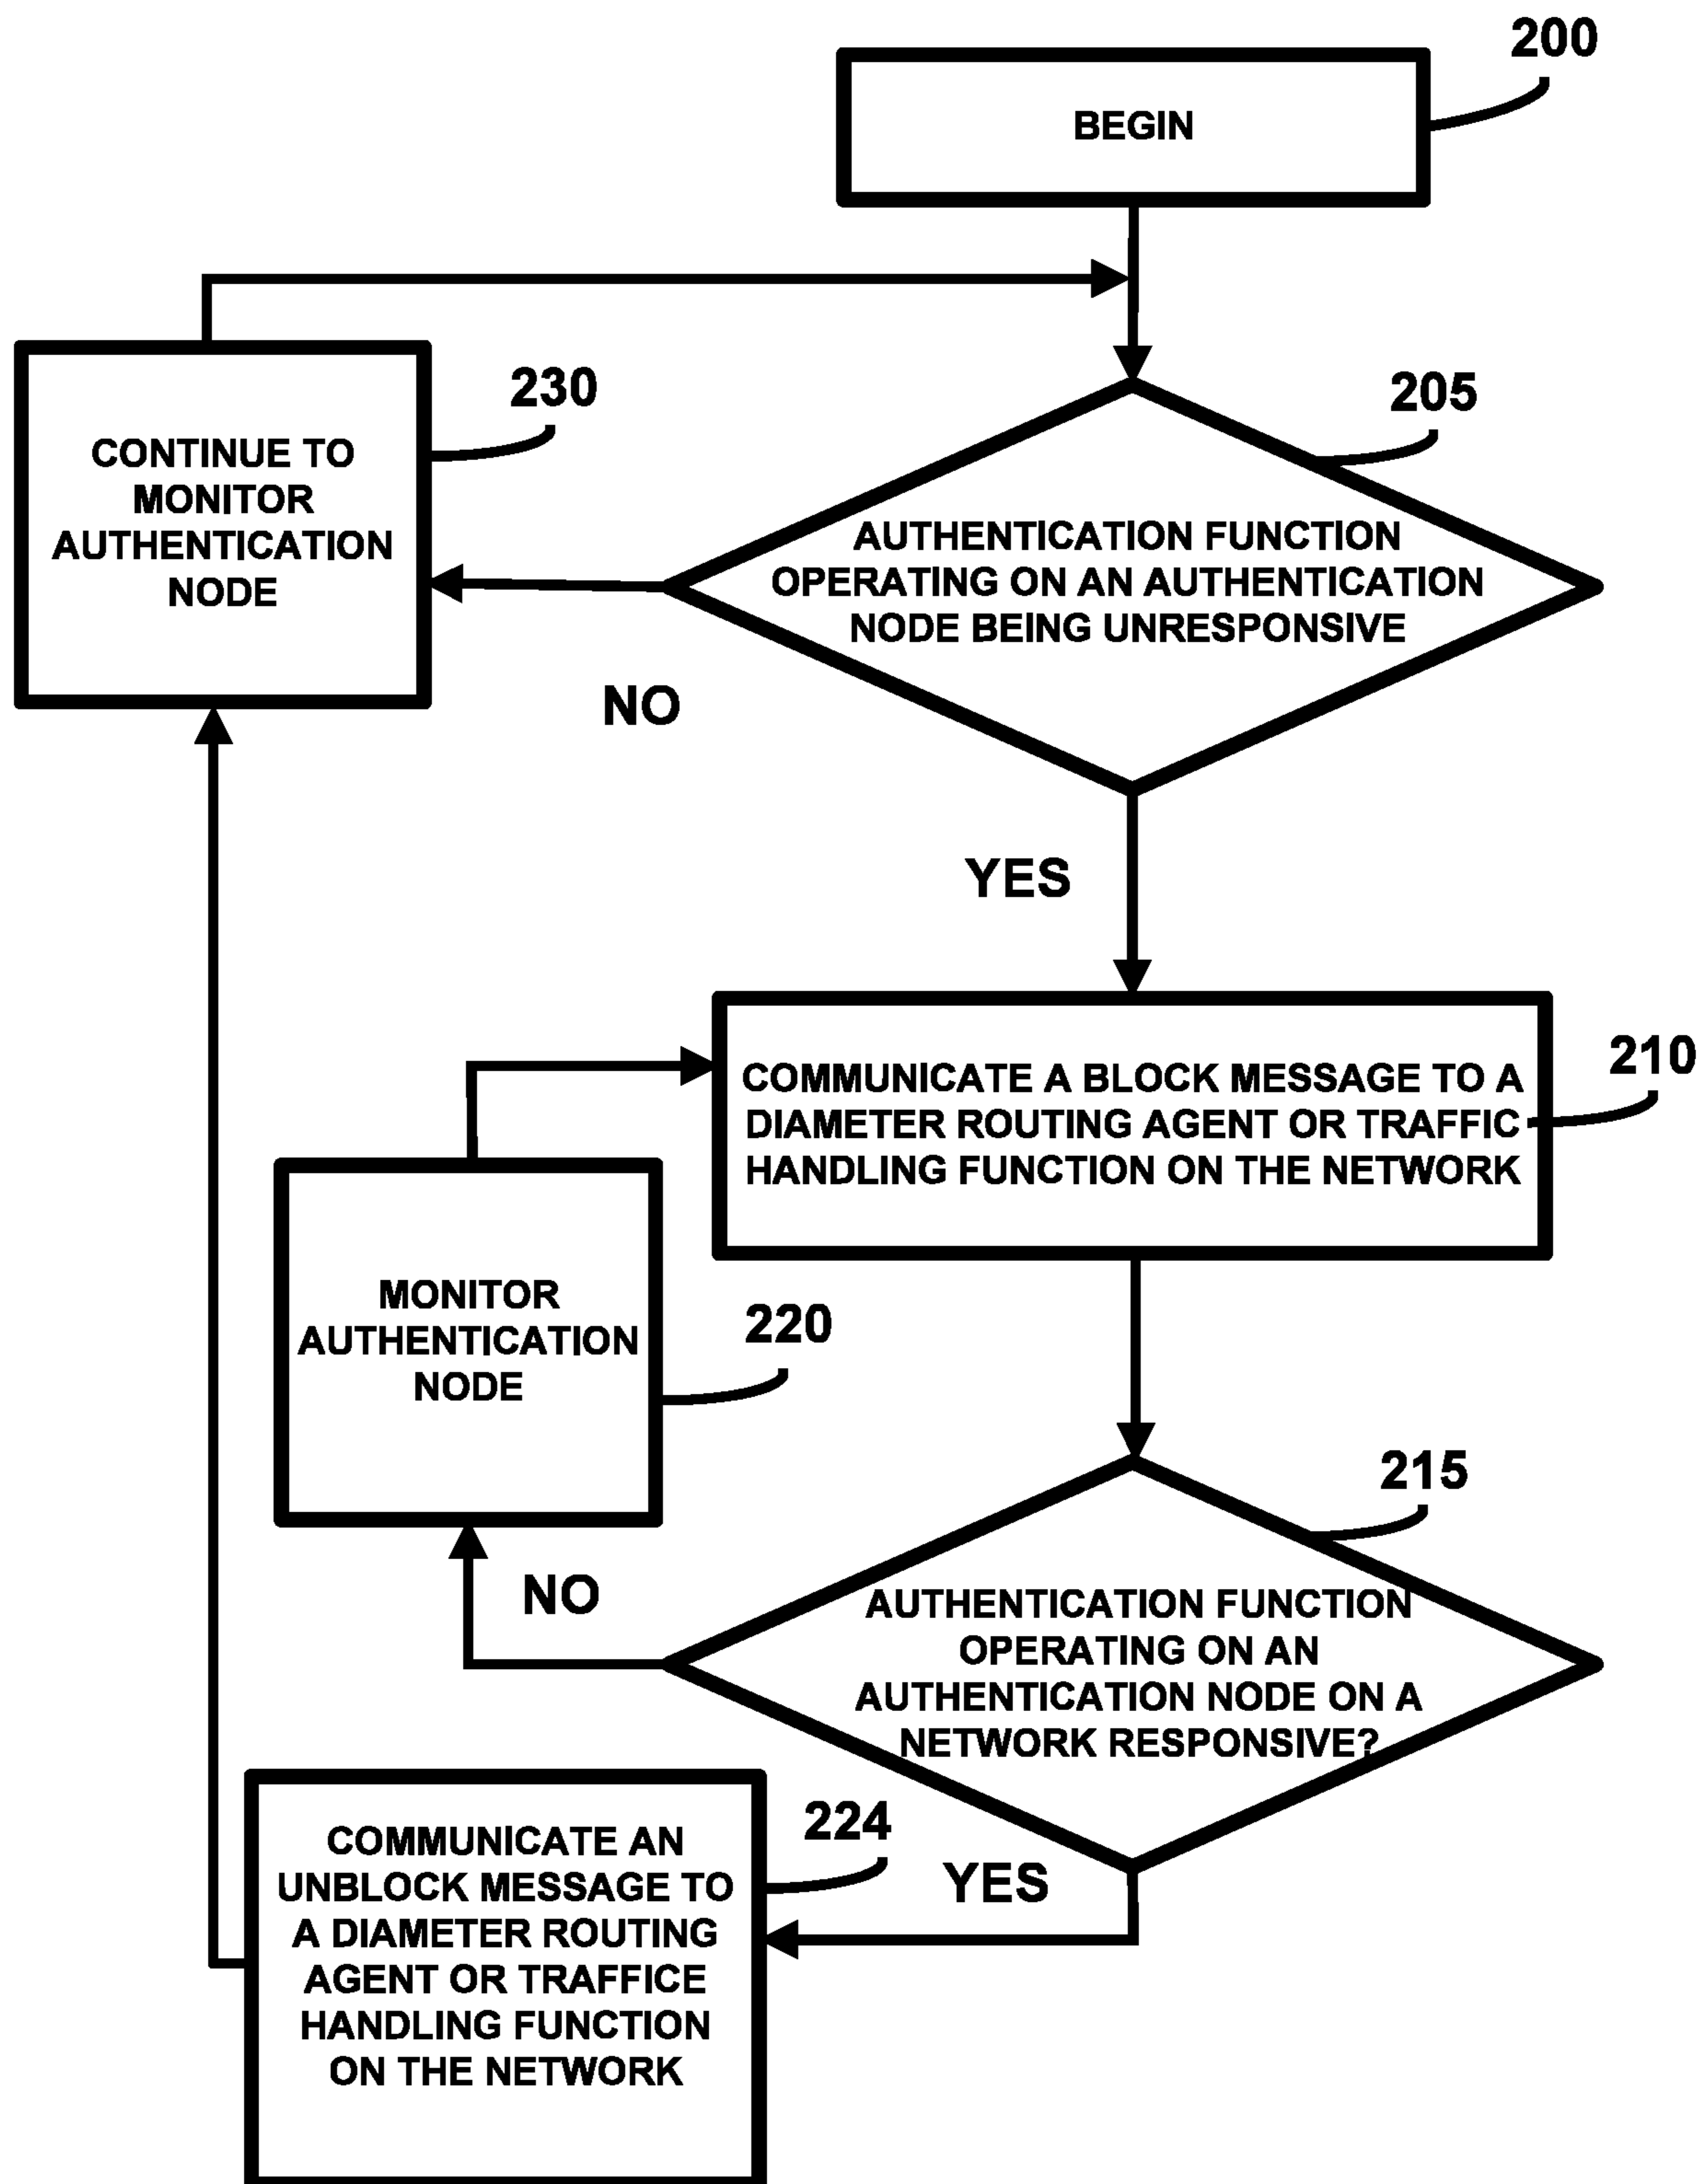 200
BEGIN
230
CONTINUE TO
MONITOR
AUTHENTICATION
NODE
205
AUTHENTICATION FUNCTION
OPERATING ON AN AUTHENTICATION
NODE BEING UNRESPONSIVE
NO
YES
210
COMMUNICATE A BLOCK MESSAGE TO A
DIAMETER ROUTING AGENT OR TRAFFIC
HANDLING FUNCTION ON THE NETWORK
MONITOR
AUTHENTICATION
NODE
220
215
NO
AUTHENTICATION FUNCTION
OPERATING ON AN
AUTHENTICATION NODE ON A
NETWORK RESPONSIVE?
224
YES
COMMUNICATE AN
UNBLOCK MESSAGE TO
A DIAMETER ROUTING
AGENT OR TRAFFICE
HANDLING FUNCTION
ON THE NETWORK